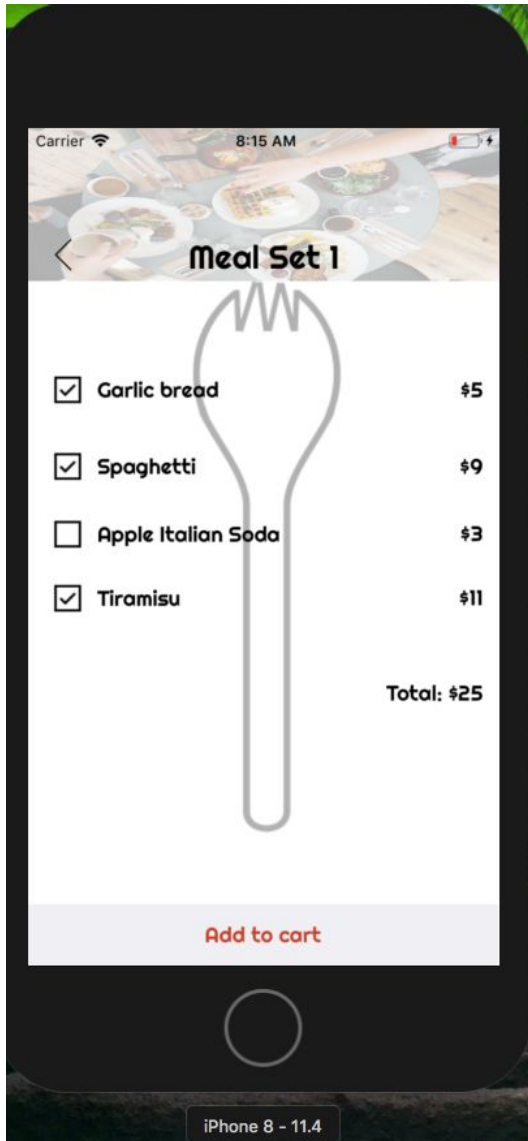 Carrier 8:15 AM
Meal Set 1
Garlic bread $5
Spaghetti $9
Apple Italian Soda $3
Tiramisu $11
Total: $25
Add to cart
iPhone 8 - 11.4